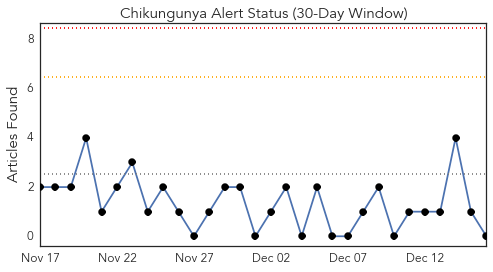 Chikungunya Alert Status (30-Day Window)
Articles Found
8
6
4
2
0
Nov 17 Nov 22 Nov 27 Dec 02 Dec 07 Dec 12